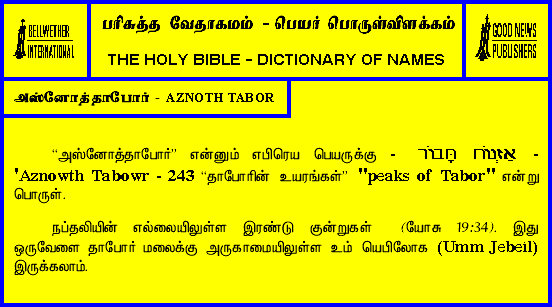 BELLWETHER
INTERNATIONAL
பரிசுத்த வேதாகமம் - பெயர் பொருள்விளக்கம்
THE HOLY BIBLE - DICTIONARY OF NAMES
GOOD NEWS
PUBLISHERS
அஸ்னோத்தாபோர் - AZNOTH TABOR
“அஸ்னோத்தாபோர்” என்னும் எபிரெய பெயருக்கு - אַזְנוֹת תָּבוֹר -
'Aznowth Tabowr - 243 “தாபோரின் உயரங்கள்” "peaks of Tabor" என்று
பொருள்.
நப்தலியின் எல்லையிலுள்ள இரண்டு குன்றுகள் (யோசு 19:34). இது
ஒருவேளை தாபோர் மலைக்கு அருகாமையிலுள்ள உம் யெபிலோக (Umm Jebeil)
இருக்கலாம்.